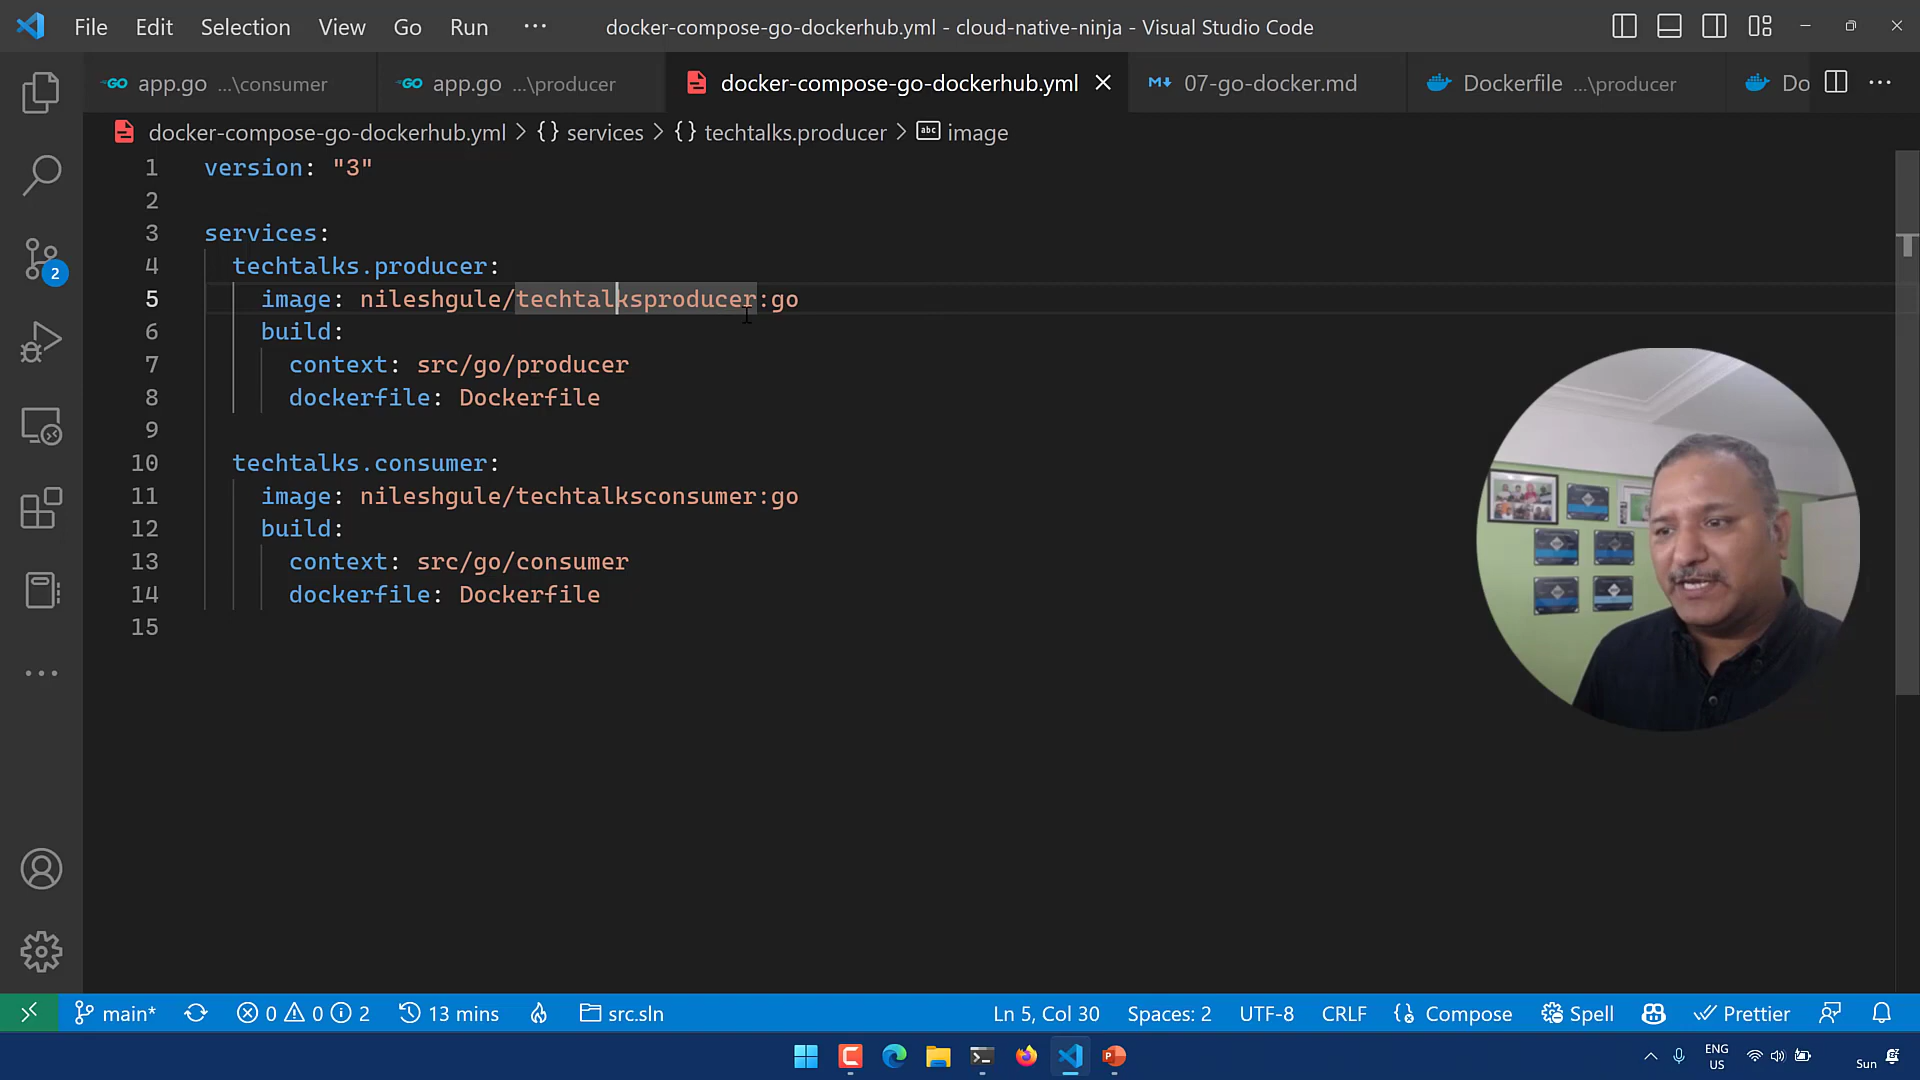 File Edit Selection View Go Run ··· docker-compose-go-dockerhub.yml - cloud-native-ninja - Visual Studio Code
app.go ...\consumer app.go ...\producer docker-compose-go-dockerhub.yml 07-go-docker.md Dockerfile ...\producer Do ···
docker-compose-go-dockerhub.yml > {} services > {} techtalks.producer > abc image
1 version: "3"
2
3 services:
4 techtalks.producer:
5 image: nileshgule/techtalksproducer:go
6 build:
7 context: src/go/producer
8 dockerfile: Dockerfile
9
10 techtalks.consumer:
11 image: nileshgule/techtalksconsumer:go
12 build:
13 context: src/go/consumer
14 dockerfile: Dockerfile
15
2
main* 0 0 2 13 mins src.sln Ln 5, Col 30 Spaces: 2 UTF-8 CRLF Compose Spell Prettier
ENG
US
Sun